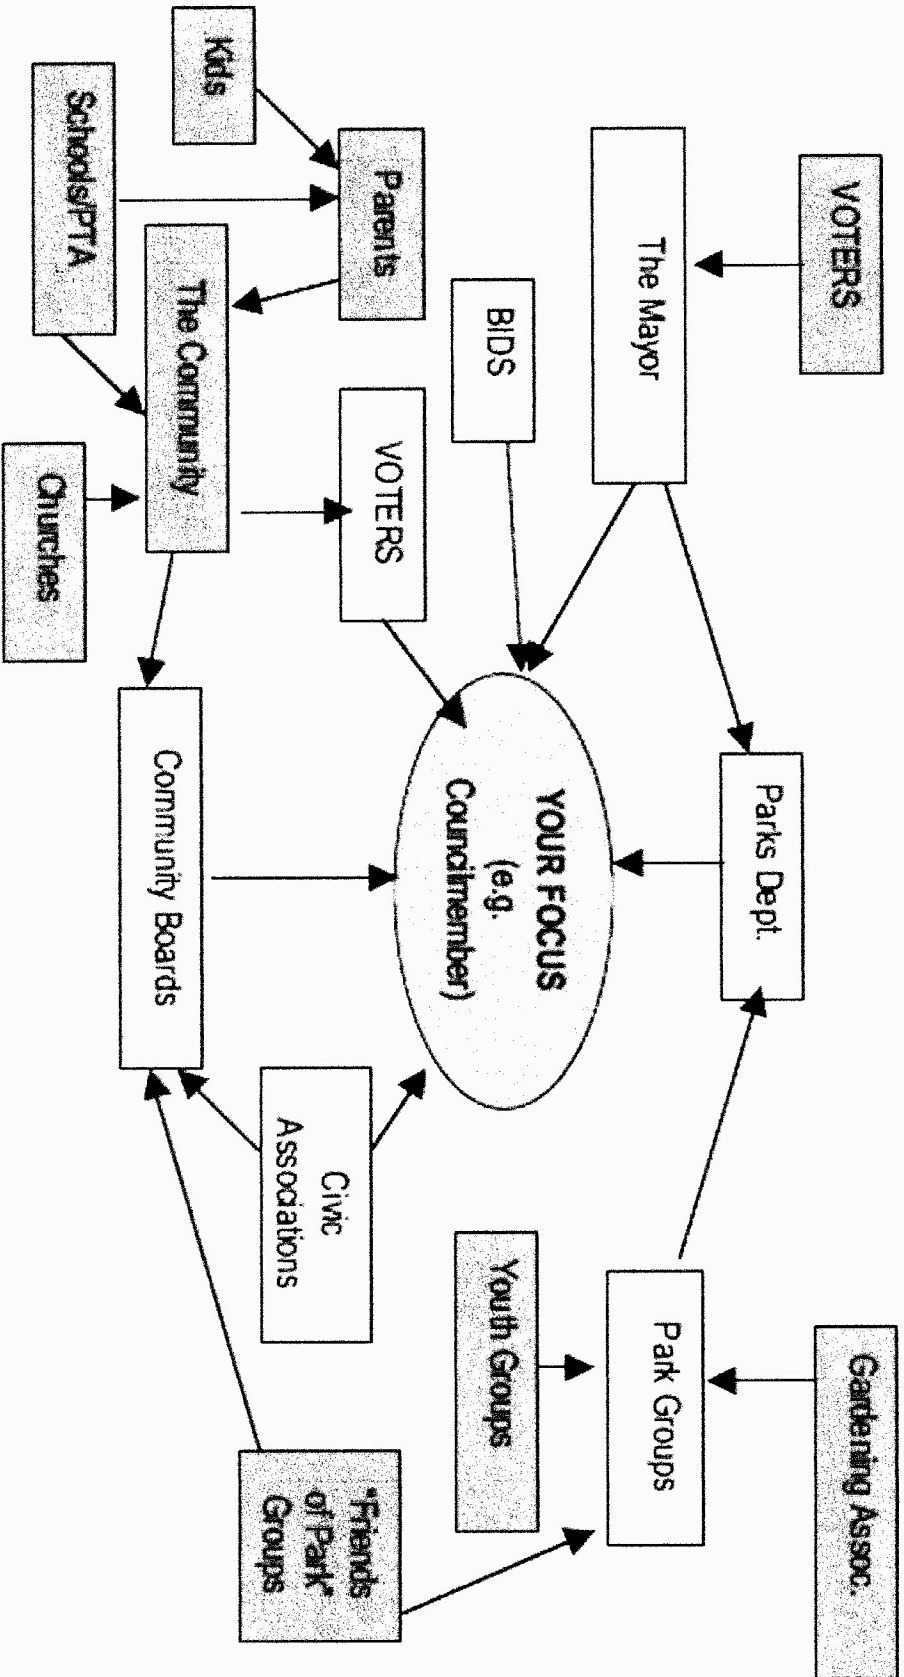 VOTERS
Gardening Assoc.
Parks Dept.
The Mayor
Park Groups
BIDS
YOUR FOCUS
(e.g.
Councilmember)
Youth Groups
Parents
VOTERS
Civic
Associations
"Friends
of Park"
Groups
Kids
The Community
Community Boards
Schools/PTA
Churches